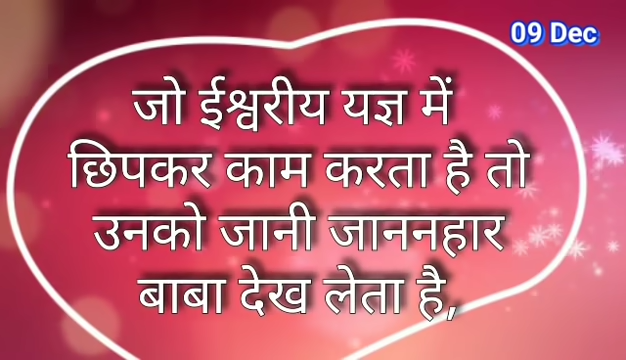 09 Dec
जो ईश्वरीय यज्ञ में
छिपकर काम करता है तो
उनको जानी जाननहार
बाबा देख लेता है,